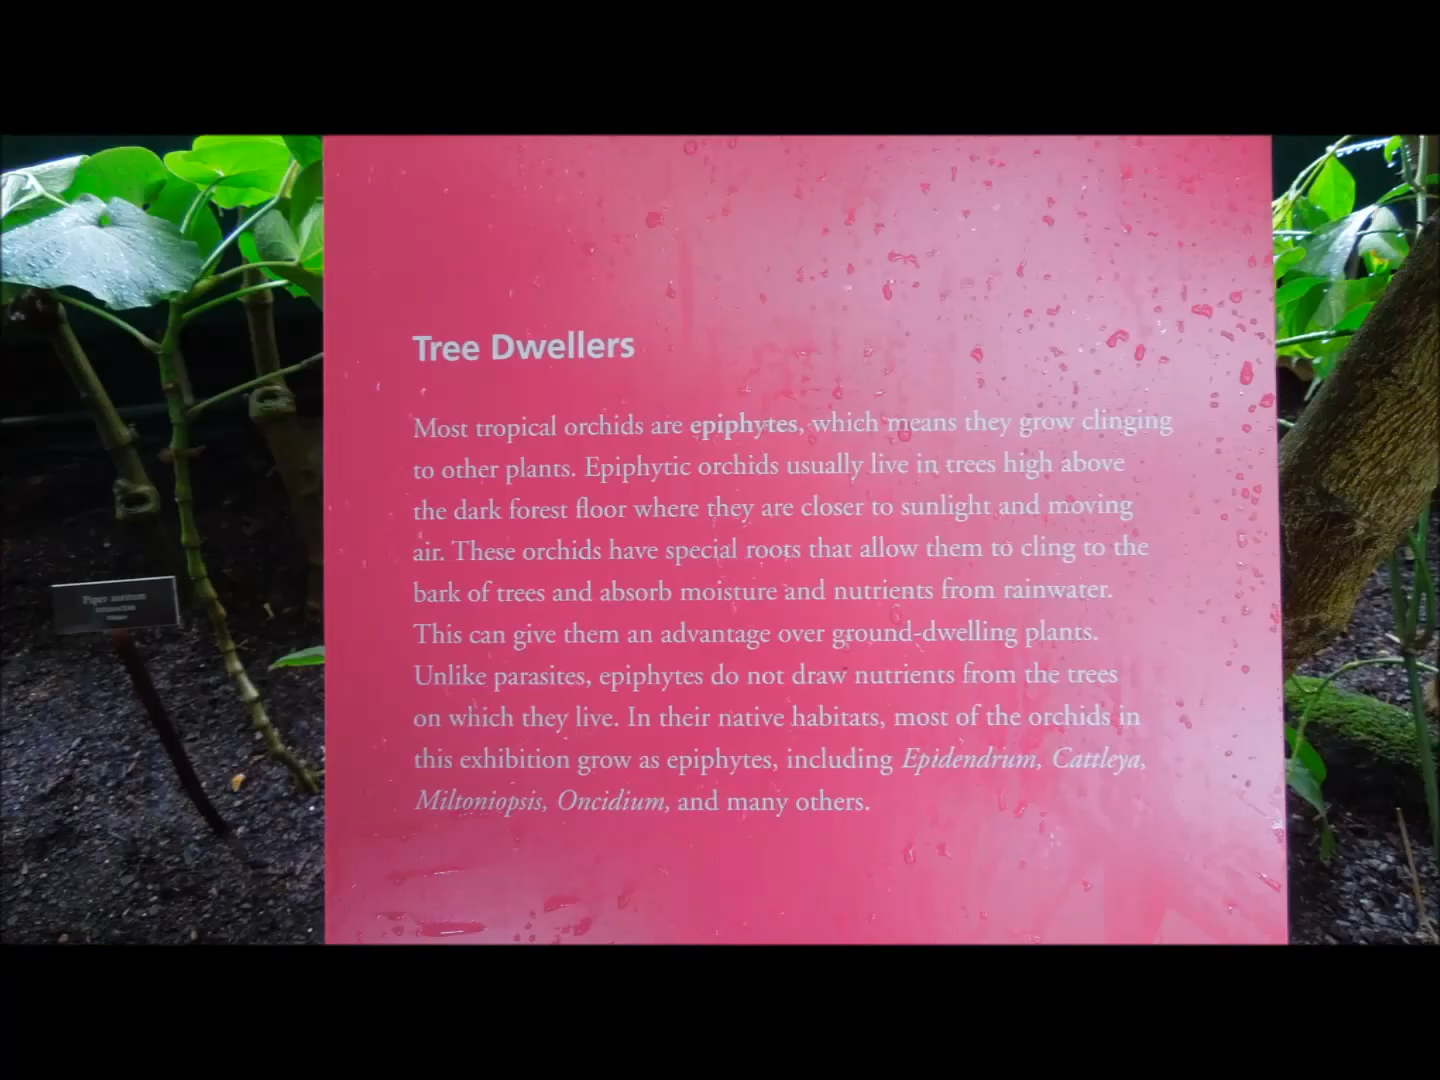 Tree Dwellers
Most tropical orchids are epiphytes, which means they grow clinging
to other plants. Epiphytic orchids usually live in trees high above
the dark forest floor where they are closer to sunlight and moving
air. These orchids have special roots that allow them to cling to the
bark of trees and absorb moisture and nutrients from rainwater.
This can give them an advantage over ground-dwelling plants.
Unlike parasites, epiphytes do not draw nutrients from the trees
on which they live. In their native habitats, most of the orchids in
this exhibition grow as epiphytes, including Epidendrum, Cattleya,
Miltoniopsis, Oncidium, and many others.
Piper auritum